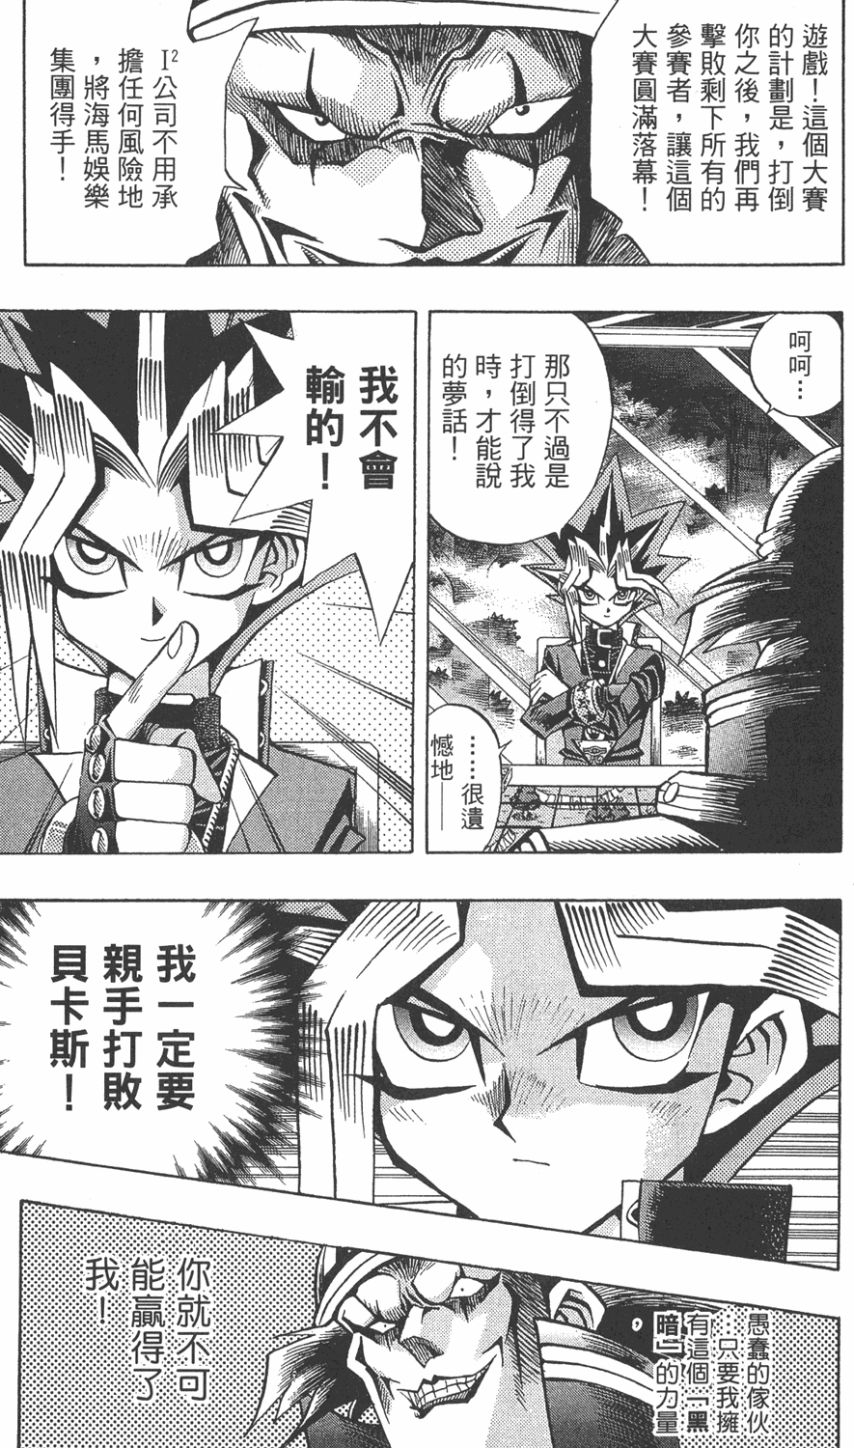 遊戲！這個大賽
的計劃是，打倒
你之後，我們再
擊敗剩下所有的
參賽者，讓這個
大賽圓滿落幕！
I²公司不用承
擔任何風險地
，將海馬娛樂
集團得手！
呵呵…
那只不過是
打倒得了我
時，才能說
的夢話！
……很遺
憾地──
我不會
輸的！
我一定要
親手打敗
貝卡斯！
愚蠢的傢伙
…只要我擁
有這個「黑
暗」的力量
，
你就不可
能贏得了
我！